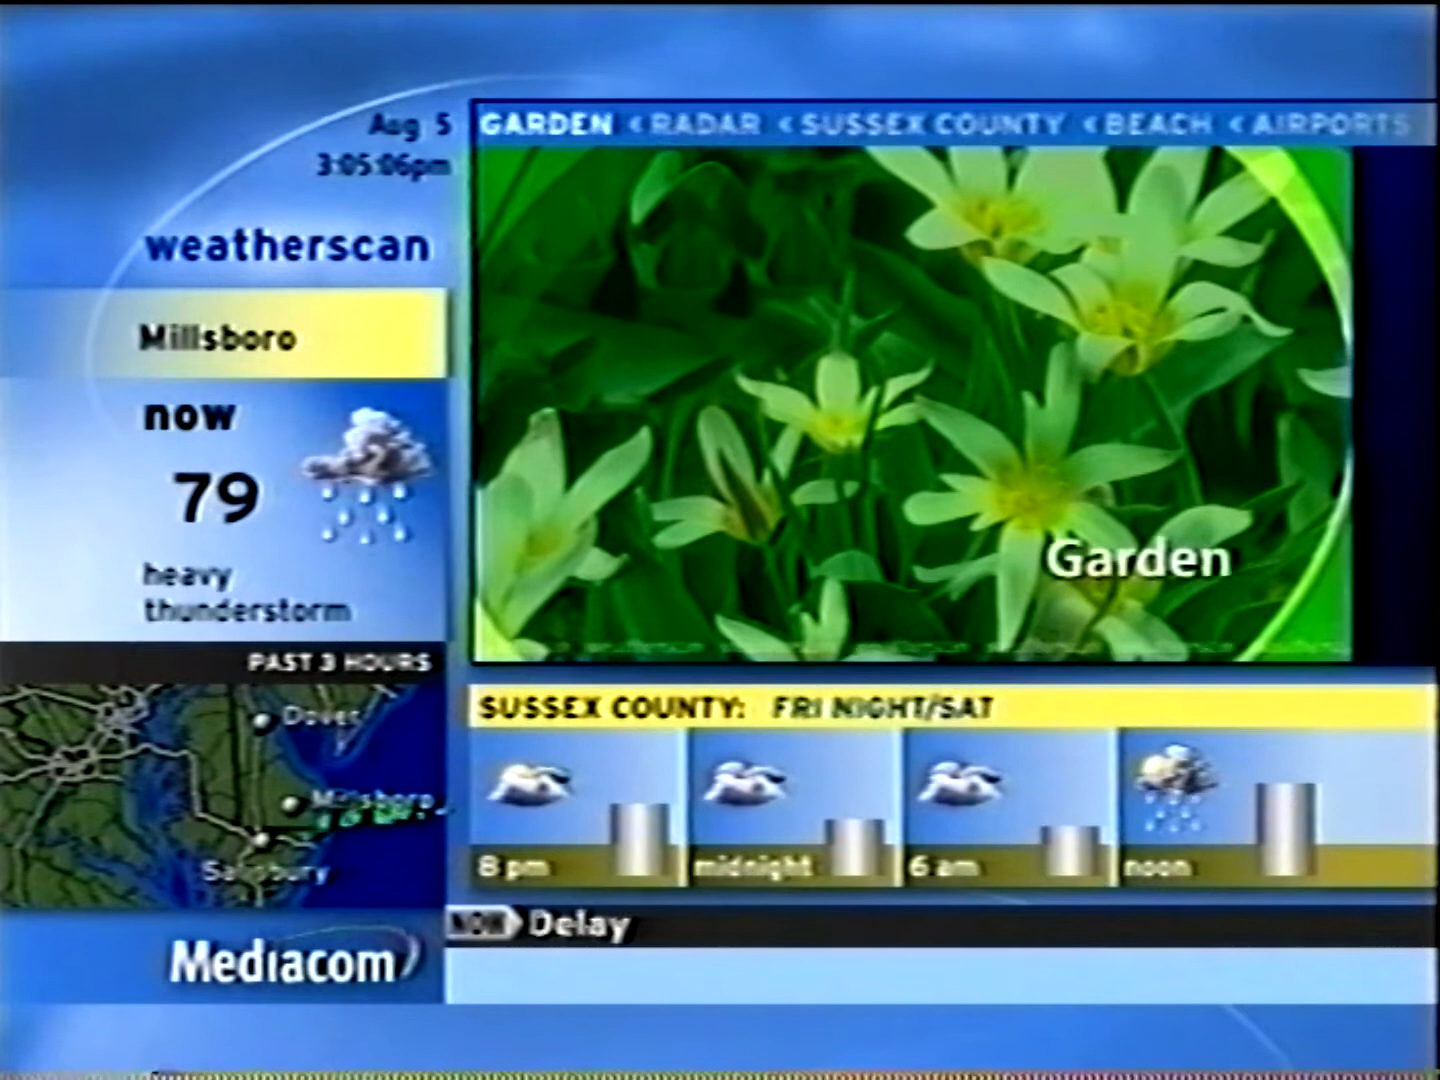 Aug 5
3:05:06pm
weatherscan
Millsboro
now
79
heavy
thunderstorm
PAST 3 HOURS
Dover
Millsboro
Salisbury
Mediacom
GARDEN < RADAR < SUSSEX COUNTY < BEACH < AIRPORTS
Garden
SUSSEX COUNTY: FRI NIGHT/SAT
8 pm
midnight
6 am
noon
NOW Delay